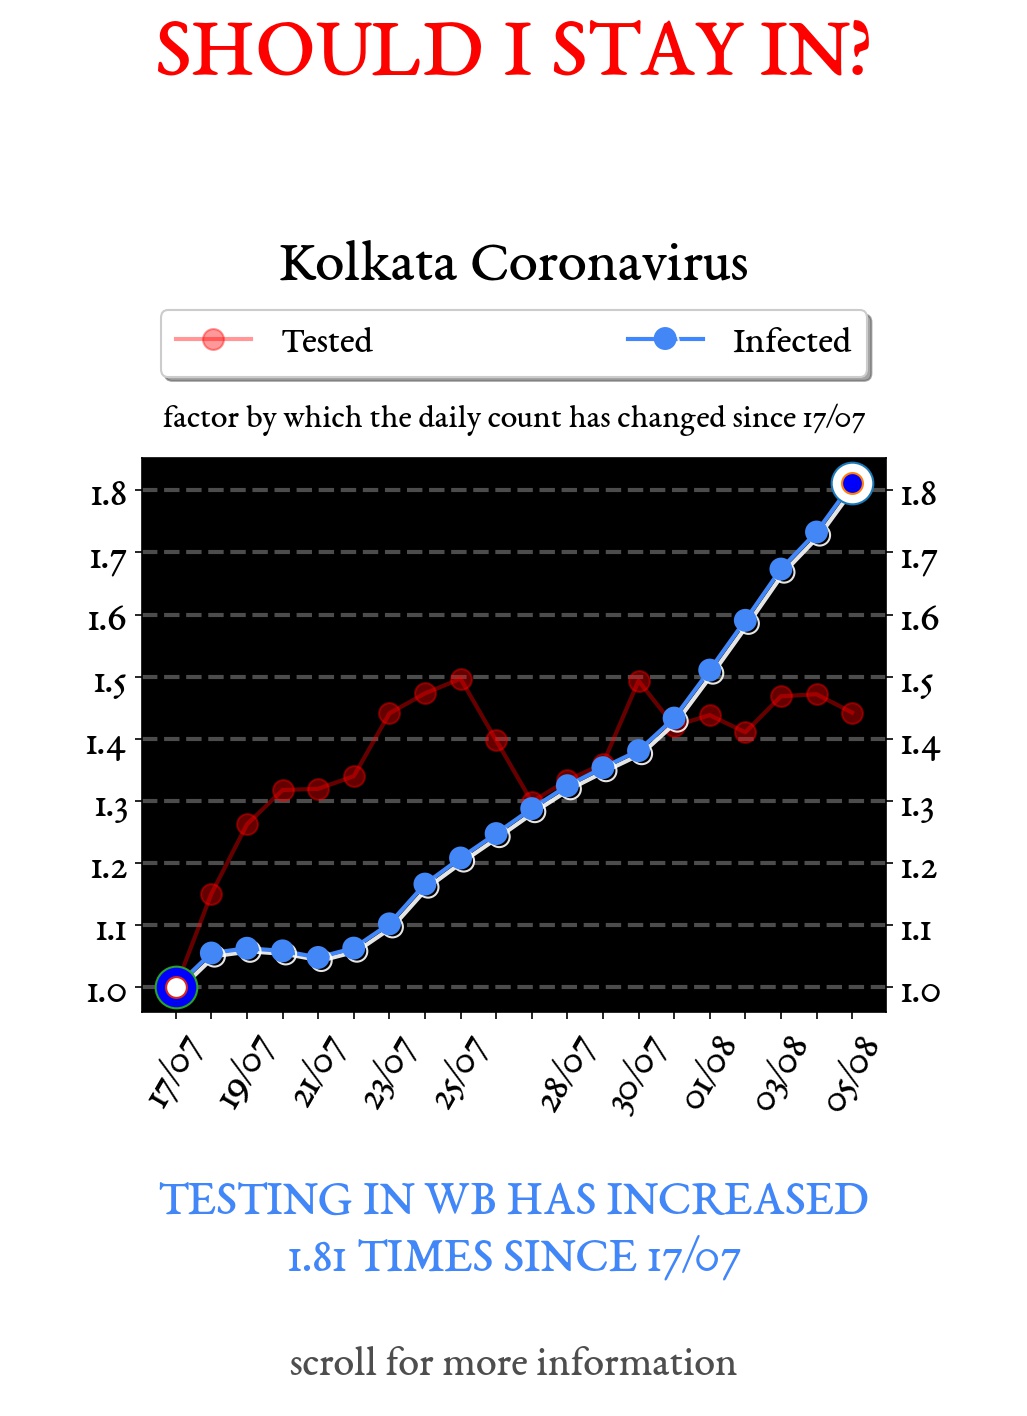 SHOULD I STAY IN?
Kolkata Coronavirus
Tested Infected
factor by which the daily count has changed since 17/07
1.8 1.8
1.7 1.7
1.6 1.6
1.5 1.5
1.4 1.4
1.3 1.3
1.2 1.2
1.1 1.1
1.0 1.0
17/07 19/07 21/07 23/07 25/07 28/07 30/07 01/08 03/08 05/08
TESTING IN WB HAS INCREASED
1.81 TIMES SINCE 17/07
scroll for more information